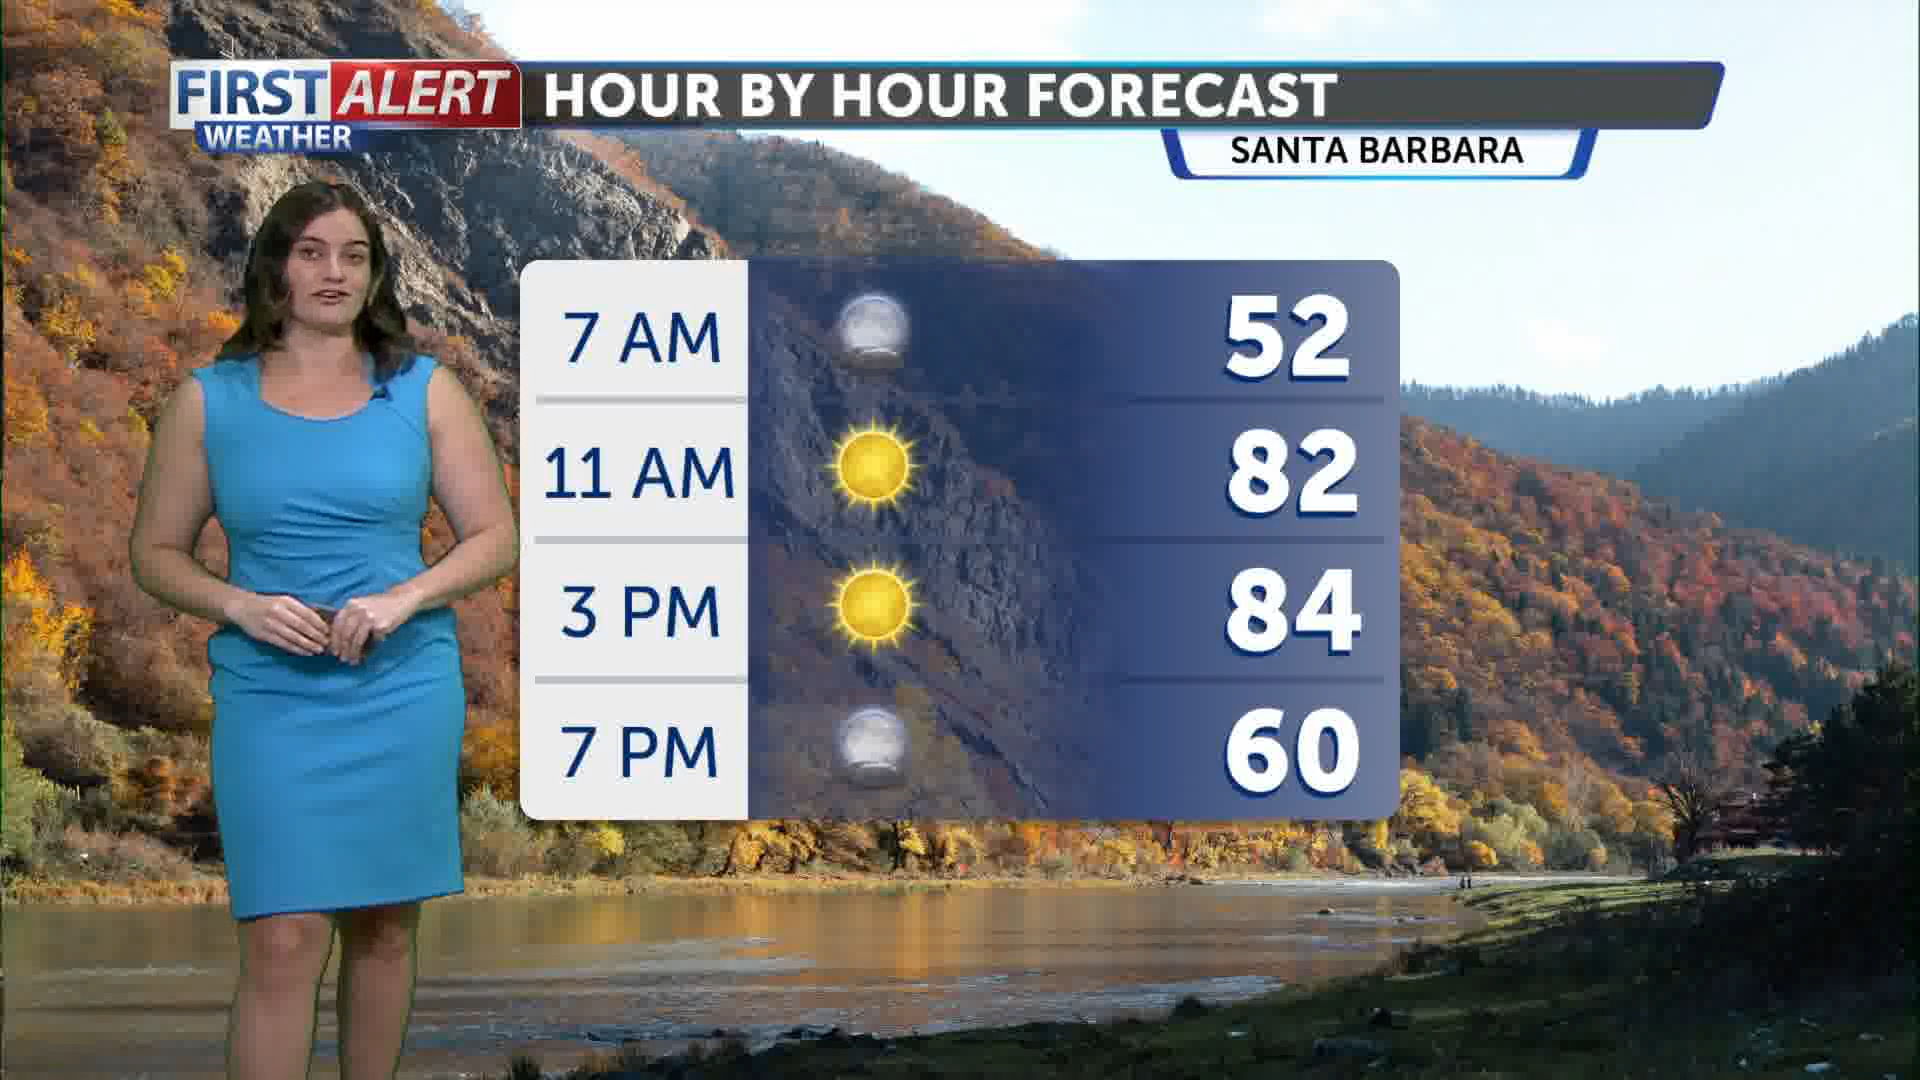 FIRST ALERT
WEATHER
HOUR BY HOUR FORECAST
SANTA BARBARA
7 AM 52
11 AM 82
3 PM 84
7 PM 60